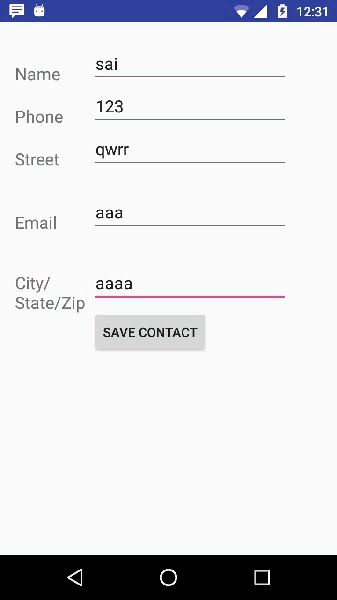 12:31
Name sai
Phone 123
Street qwrr
Email aaa
City/ aaaa
State/Zip
SAVE CONTACT